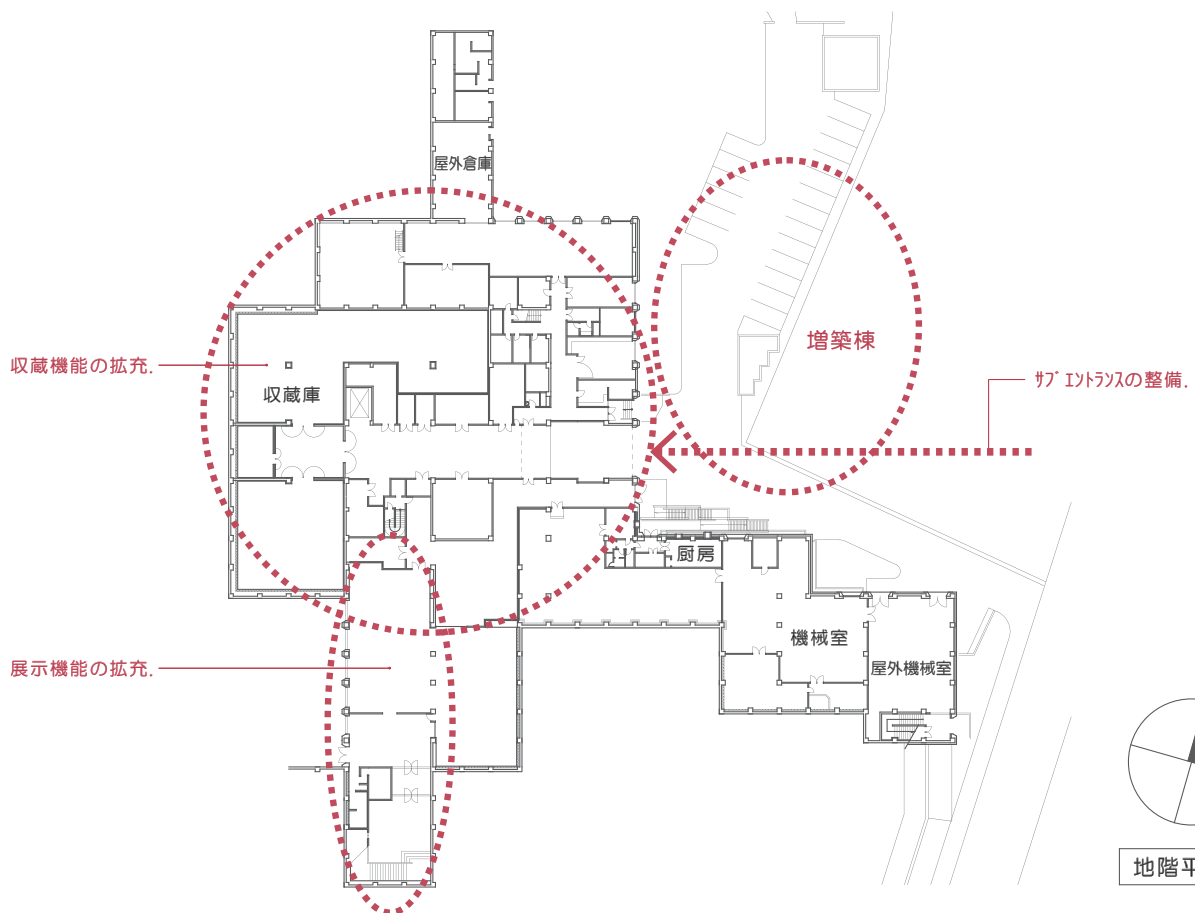 屋外倉庫
増築棟
収蔵機能の拡充.
サブエントランスの整備.
収蔵庫
厨房
機械室
展示機能の拡充.
屋外機械室
地階平